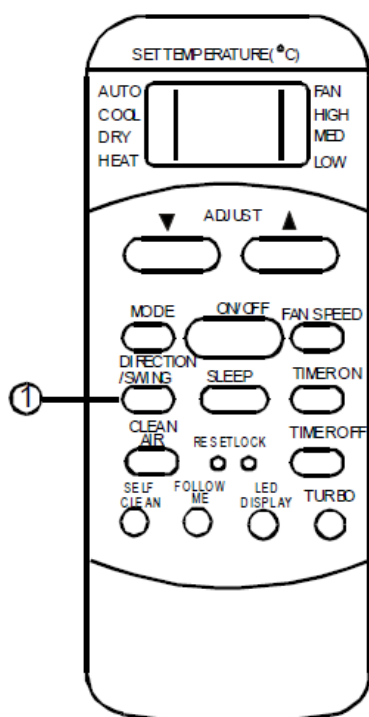 SET TEMPERATURE(°C)
AUTO FAN
COOL HIGH
DRY MED
HEAT LOW
▼ ADJUST ▲
MODE ON/OFF FAN SPEED
DIRECTION
/SWING SLEEP TIMER ON
1
CLEAN
AIR RESET LOCK TIMER OFF
SELF
CLEAN FOLLOW
ME LED
DISPLAY TURBO